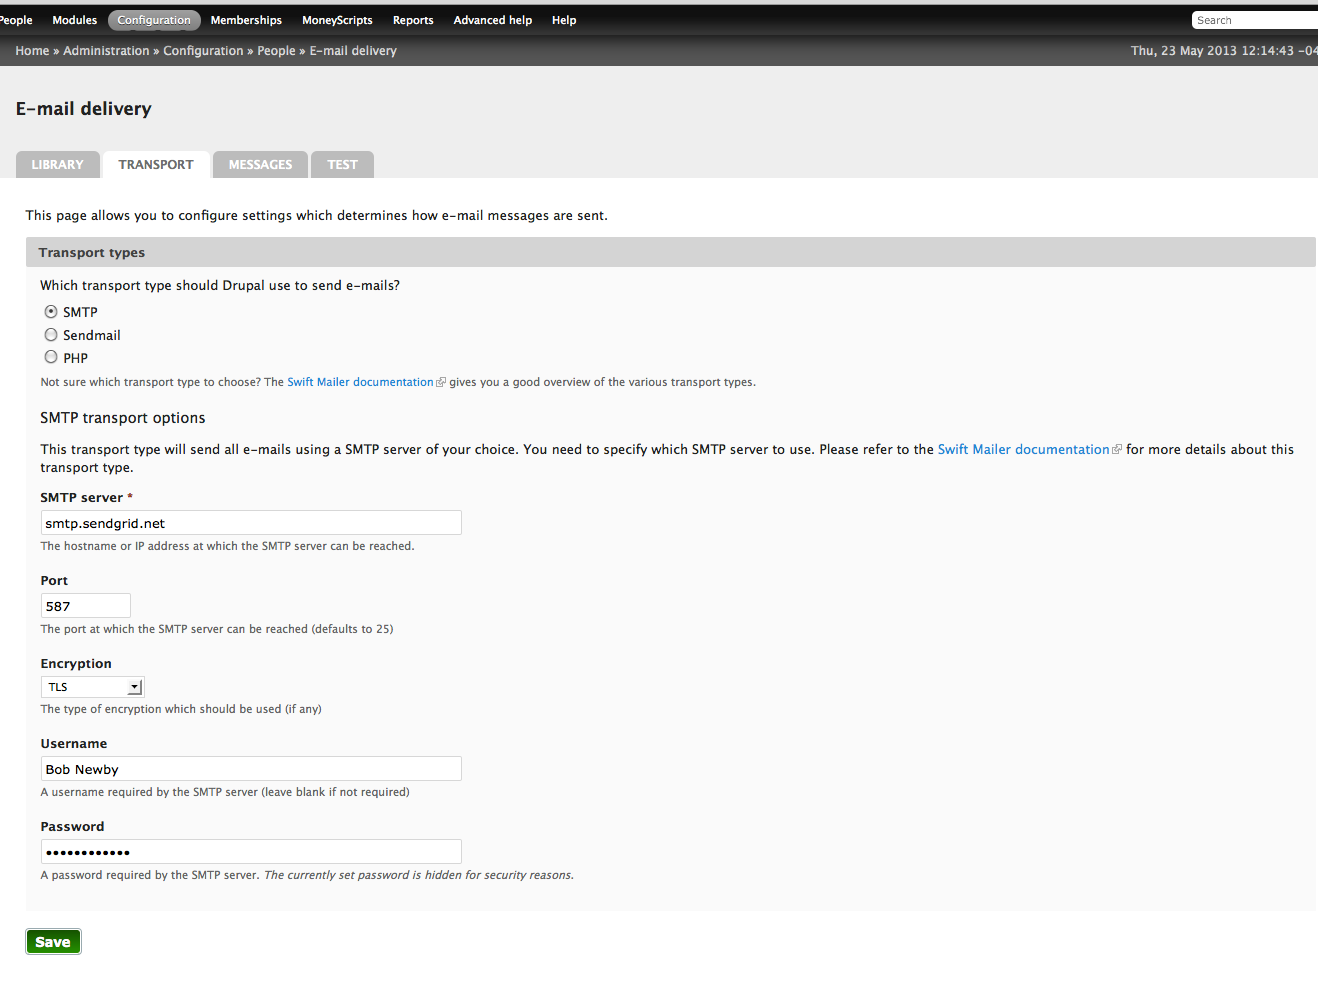 People Modules Configuration Memberships MoneyScripts Reports Advanced help Help Search
Home » Administration » Configuration » People » E-mail delivery Thu, 23 May 2013 12:14:43 -04
E-mail delivery
LIBRARY TRANSPORT MESSAGES TEST
This page allows you to configure settings which determines how e-mail messages are sent.
Transport types
Which transport type should Drupal use to send e-mails?
SMTP
Sendmail
PHP
Not sure which transport type to choose? The Swift Mailer documentation gives you a good overview of the various transport types.
SMTP transport options
This transport type will send all e-mails using a SMTP server of your choice. You need to specify which SMTP server to use. Please refer to the Swift Mailer documentation for more details about this
transport type.
SMTP server *
smtp.sendgrid.net
The hostname or IP address at which the SMTP server can be reached.
Port
587
The port at which the SMTP server can be reached (defaults to 25)
Encryption
TLS
The type of encryption which should be used (if any)
Username
Bob Newby
A username required by the SMTP server (leave blank if not required)
Password
••••••••••••
A password required by the SMTP server. The currently set password is hidden for security reasons.
Save